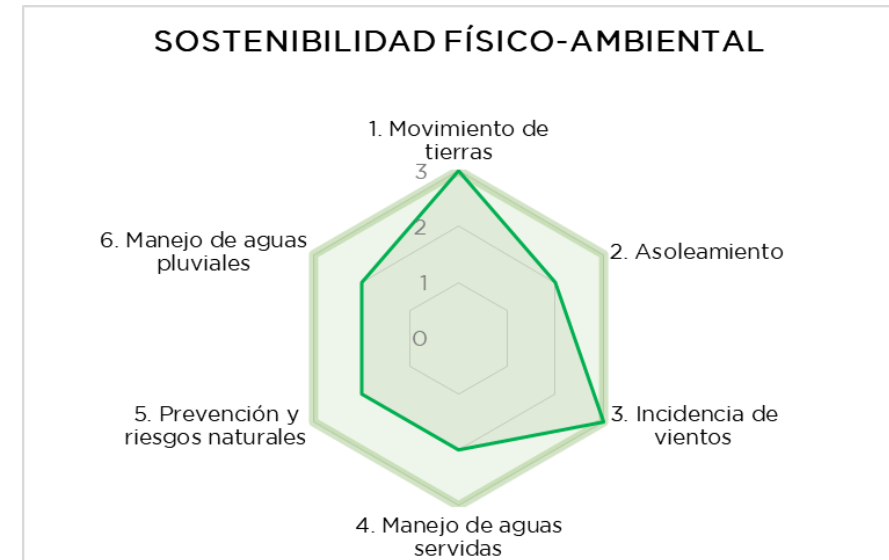 SOSTENIBILIDAD FÍSICO-AMBIENTAL
1. Movimiento de
tierras
3
2
1
0
2. Asoleamiento
3. Incidencia de
vientos
4. Manejo de aguas
servidas
5. Prevención y
riesgos naturales
6. Manejo de aguas
pluviales